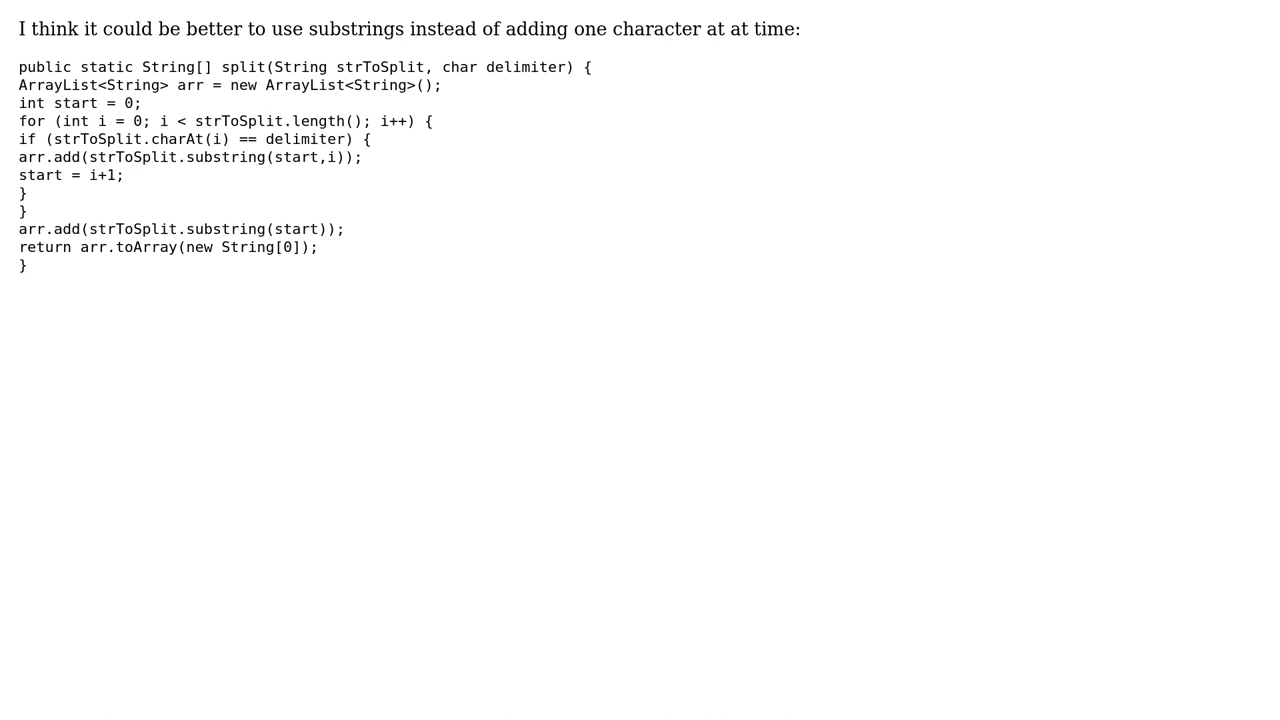 I think it could be better to use substrings instead of adding one character at at time:
public static String[] split(String strToSplit, char delimiter) {
ArrayList<String> arr = new ArrayList<String>();
int start = 0;
for (int i = 0; i < strToSplit.length(); i++) {
if (strToSplit.charAt(i) == delimiter) {
arr.add(strToSplit.substring(start,i));
start = i+1;
}
}
arr.add(strToSplit.substring(start));
return arr.toArray(new String[0]);
}